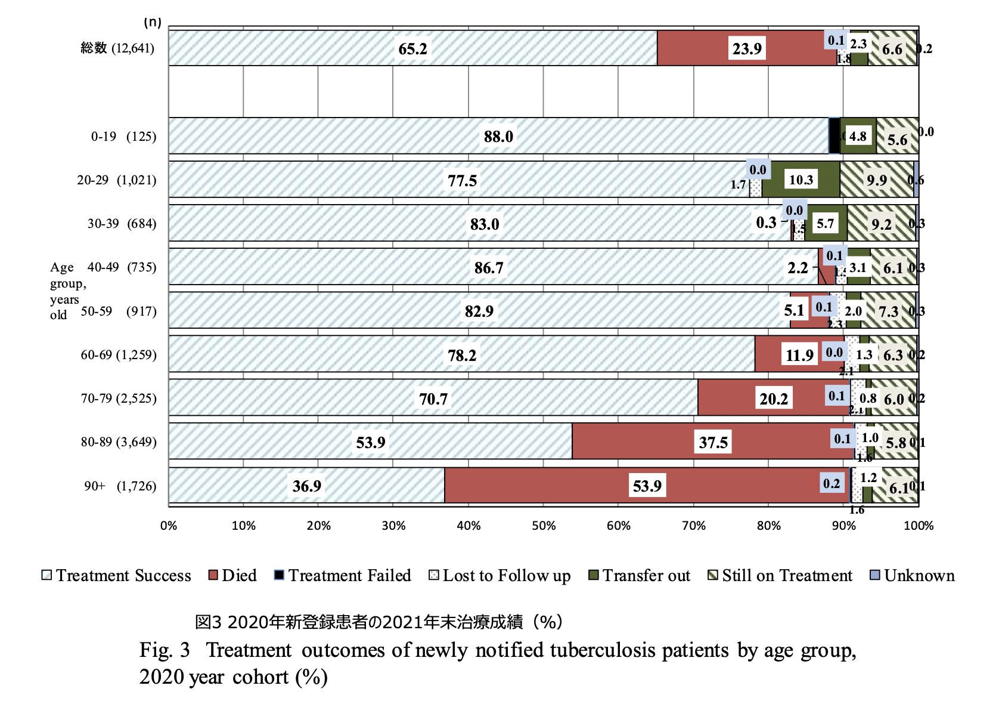 (n)
総数 (12,641) 65.2 23.9 0.1 1.8 2.3 6.6 0.2
0-19 (125) 88.0 4.8 5.6 0.0
20-29 (1,021) 77.5 1.7 0.0 10.3 9.9 0.6
30-39 (684) 83.0 0.3 0.0 1.5 5.7 9.2 0.3
Age 40-49 (735) 86.7 2.2 0.1 3.1 6.1 0.3
group,
years
old 50-59 (917) 82.9 5.1 0.1 2.3 2.0 7.3 0.3
60-69 (1,259) 78.2 11.9 0.0 2.1 1.3 6.3 0.2
70-79 (2,525) 70.7 20.2 0.1 2.1 0.8 6.0 0.2
80-89 (3,649) 53.9 37.5 0.1 1.6 1.0 5.8 0.1
90+ (1,726) 36.9 53.9 0.2 1.6 1.2 6.1 0.1
0% 10% 20% 30% 40% 50% 60% 70% 80% 90% 100%
Treatment Success Died Treatment Failed Lost to Follow up Transfer out Still on Treatment Unknown
図3 2020年新登録患者の2021年末治療成績（%）
Fig. 3 Treatment outcomes of newly notified tuberculosis patients by age group,
2020 year cohort (%)